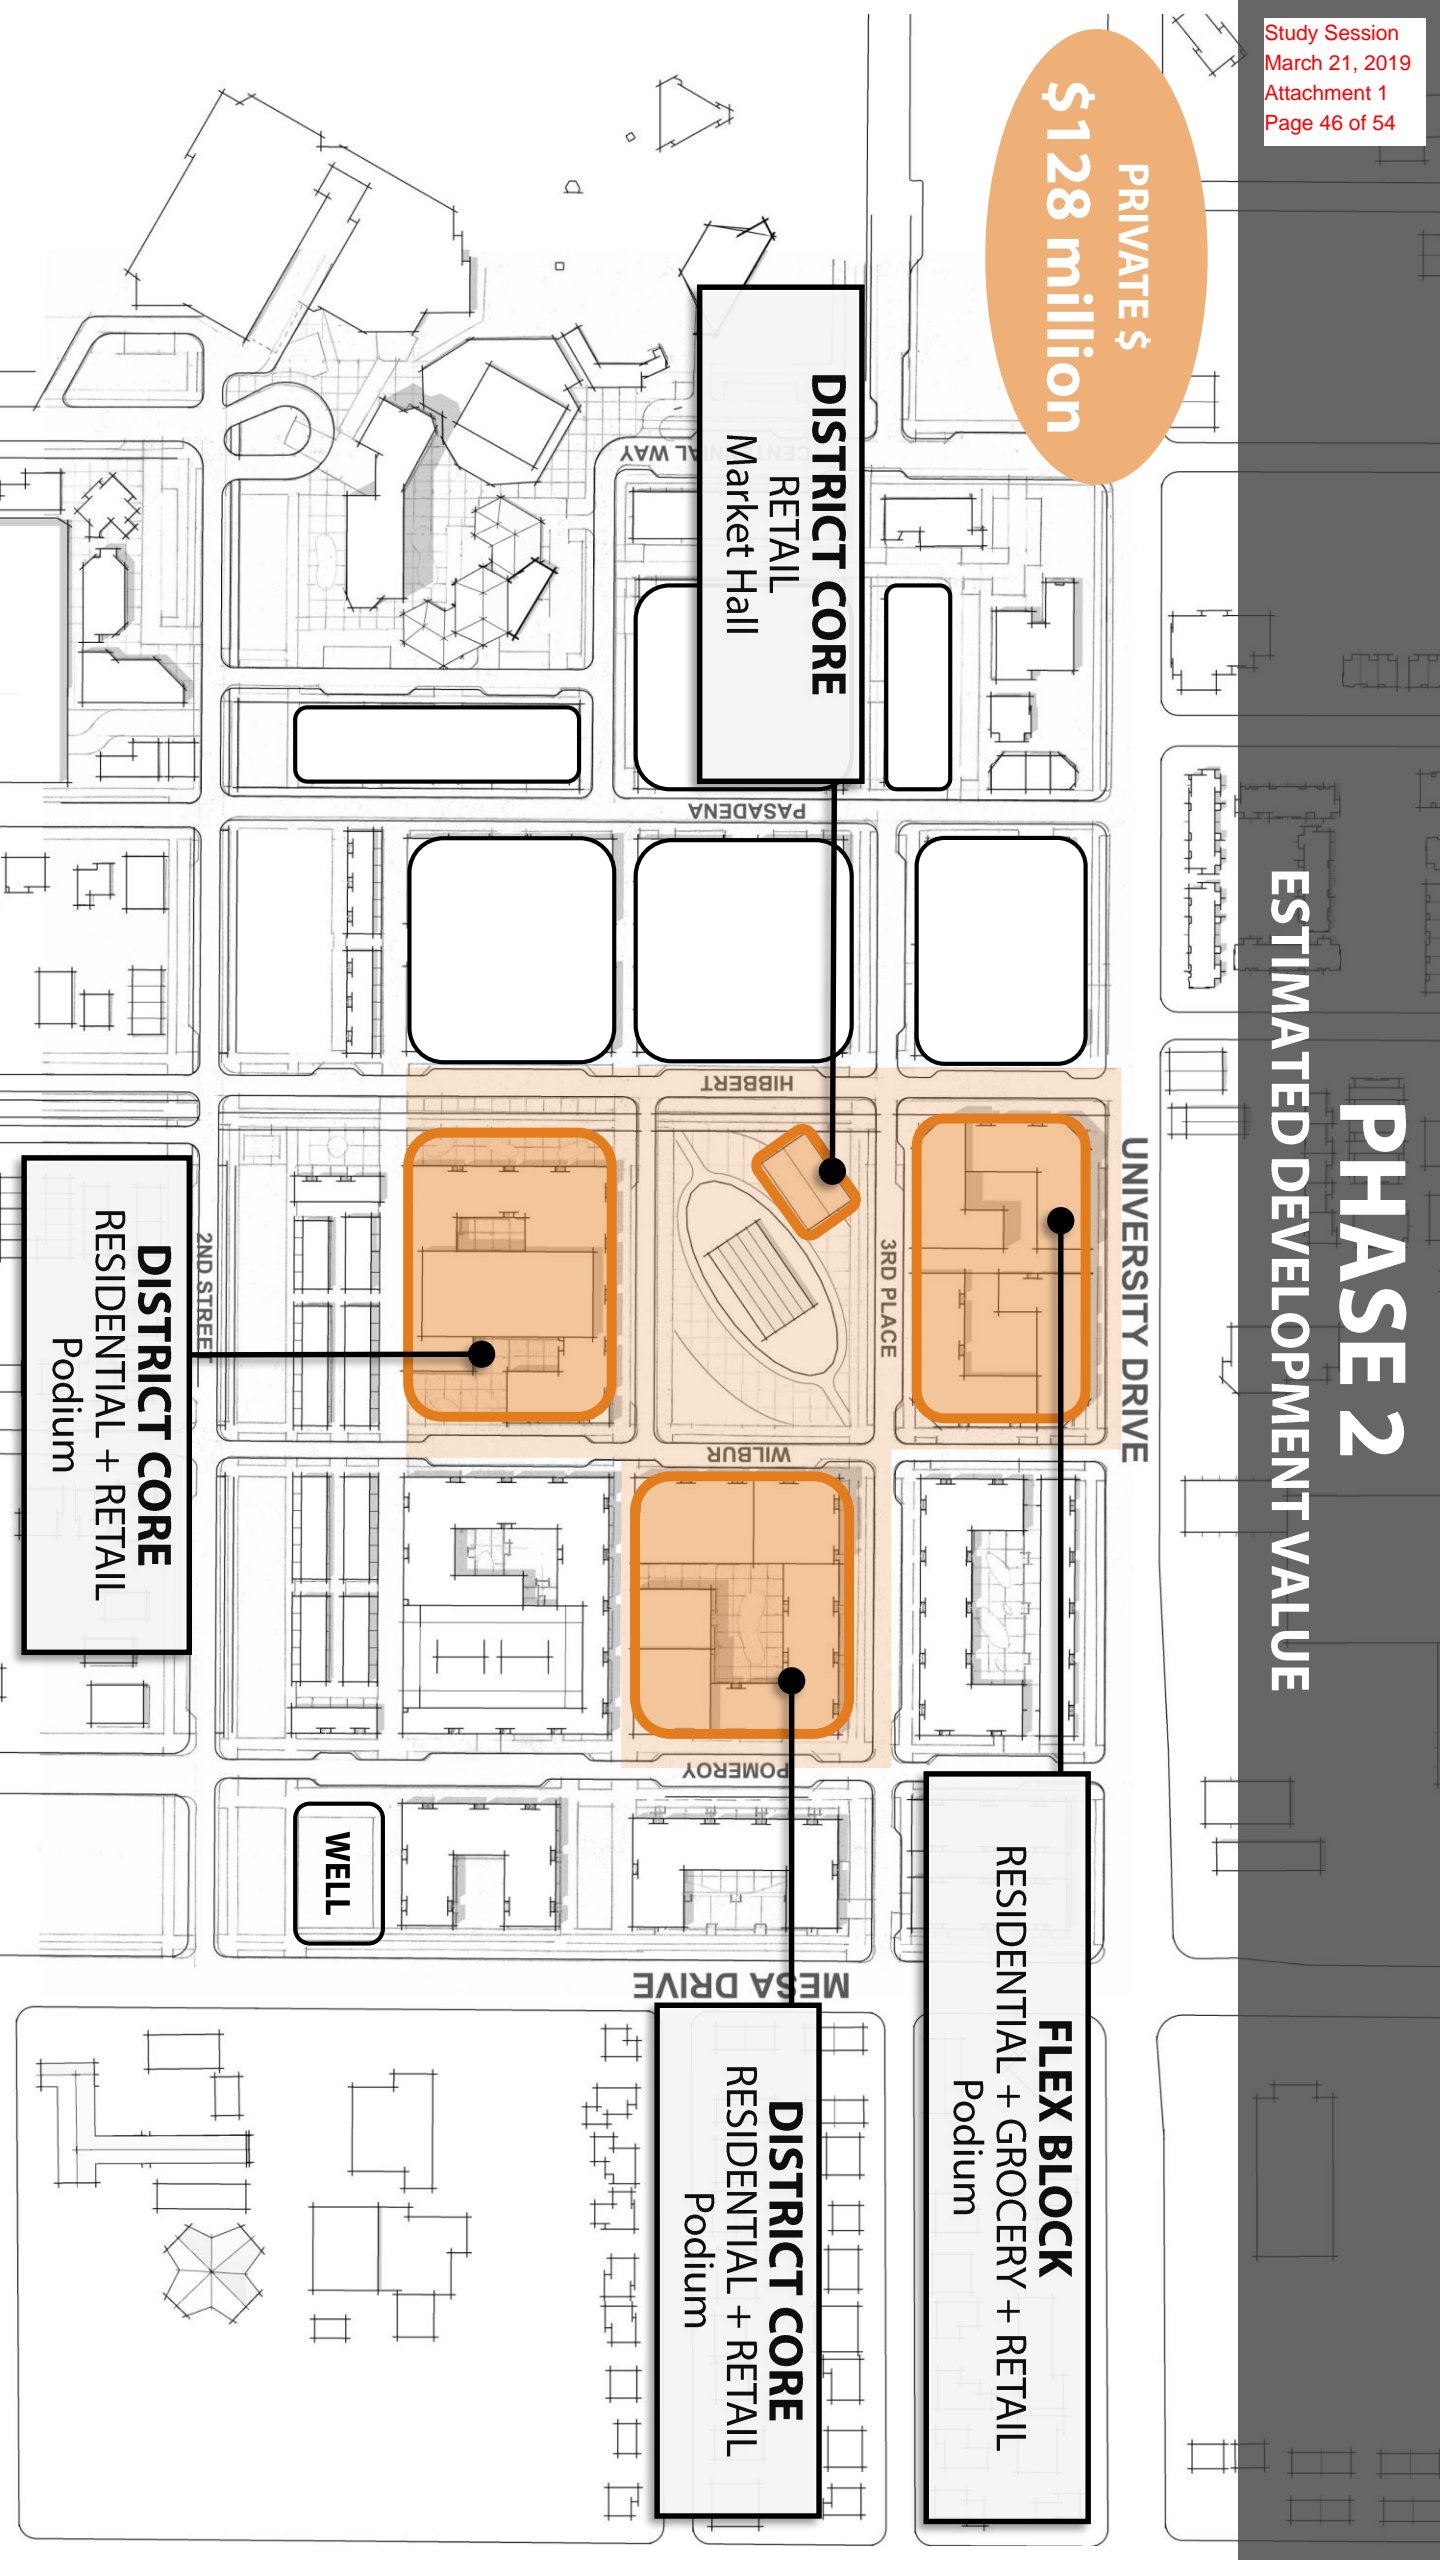 Study Session
March 21, 2019
Attachment 1
Page 46 of 54
PHASE 2
ESTIMATED DEVELOPMENT VALUE
PRIVATE $
$128 million
UNIVERSITY DRIVE
DISTRICT CORE
RETAIL
Market Hall
FLEX BLOCK
RESIDENTIAL + GROCERY + RETAIL
Podium
DISTRICT CORE
RESIDENTIAL + RETAIL
Podium
DISTRICT CORE
RESIDENTIAL + RETAIL
Podium
CENTENNIAL WAY
PASADENA
HIBBERT
WILBUR
POMEROY
MESA DRIVE
3RD PLACE
2ND STREET
WELL